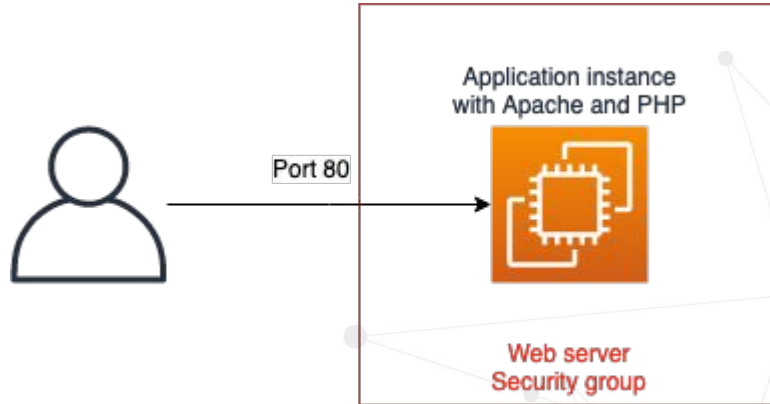 Application instance
with Apache and PHP
Port 80
Web server
Security group